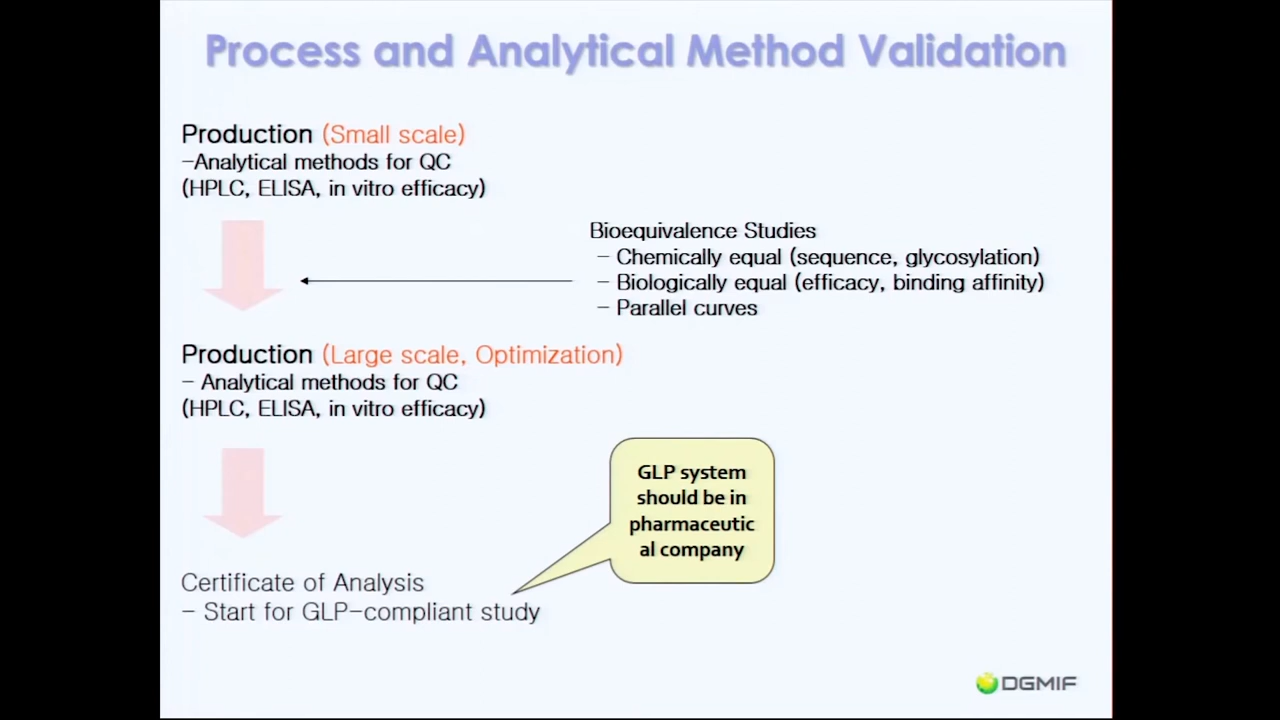 Process and Analytical Method Validation
Production (Small scale)
-Analytical methods for QC
(HPLC, ELISA, in vitro efficacy)
Bioequivalence Studies
- Chemically equal (sequence, glycosylation)
- Biologically equal (efficacy, binding affinity)
- Parallel curves
Production (Large scale, Optimization)
- Analytical methods for QC
(HPLC, ELISA, in vitro efficacy)
GLP system
should be in
pharmaceutic
al company
Certificate of Analysis
- Start for GLP-compliant study
DGMIF